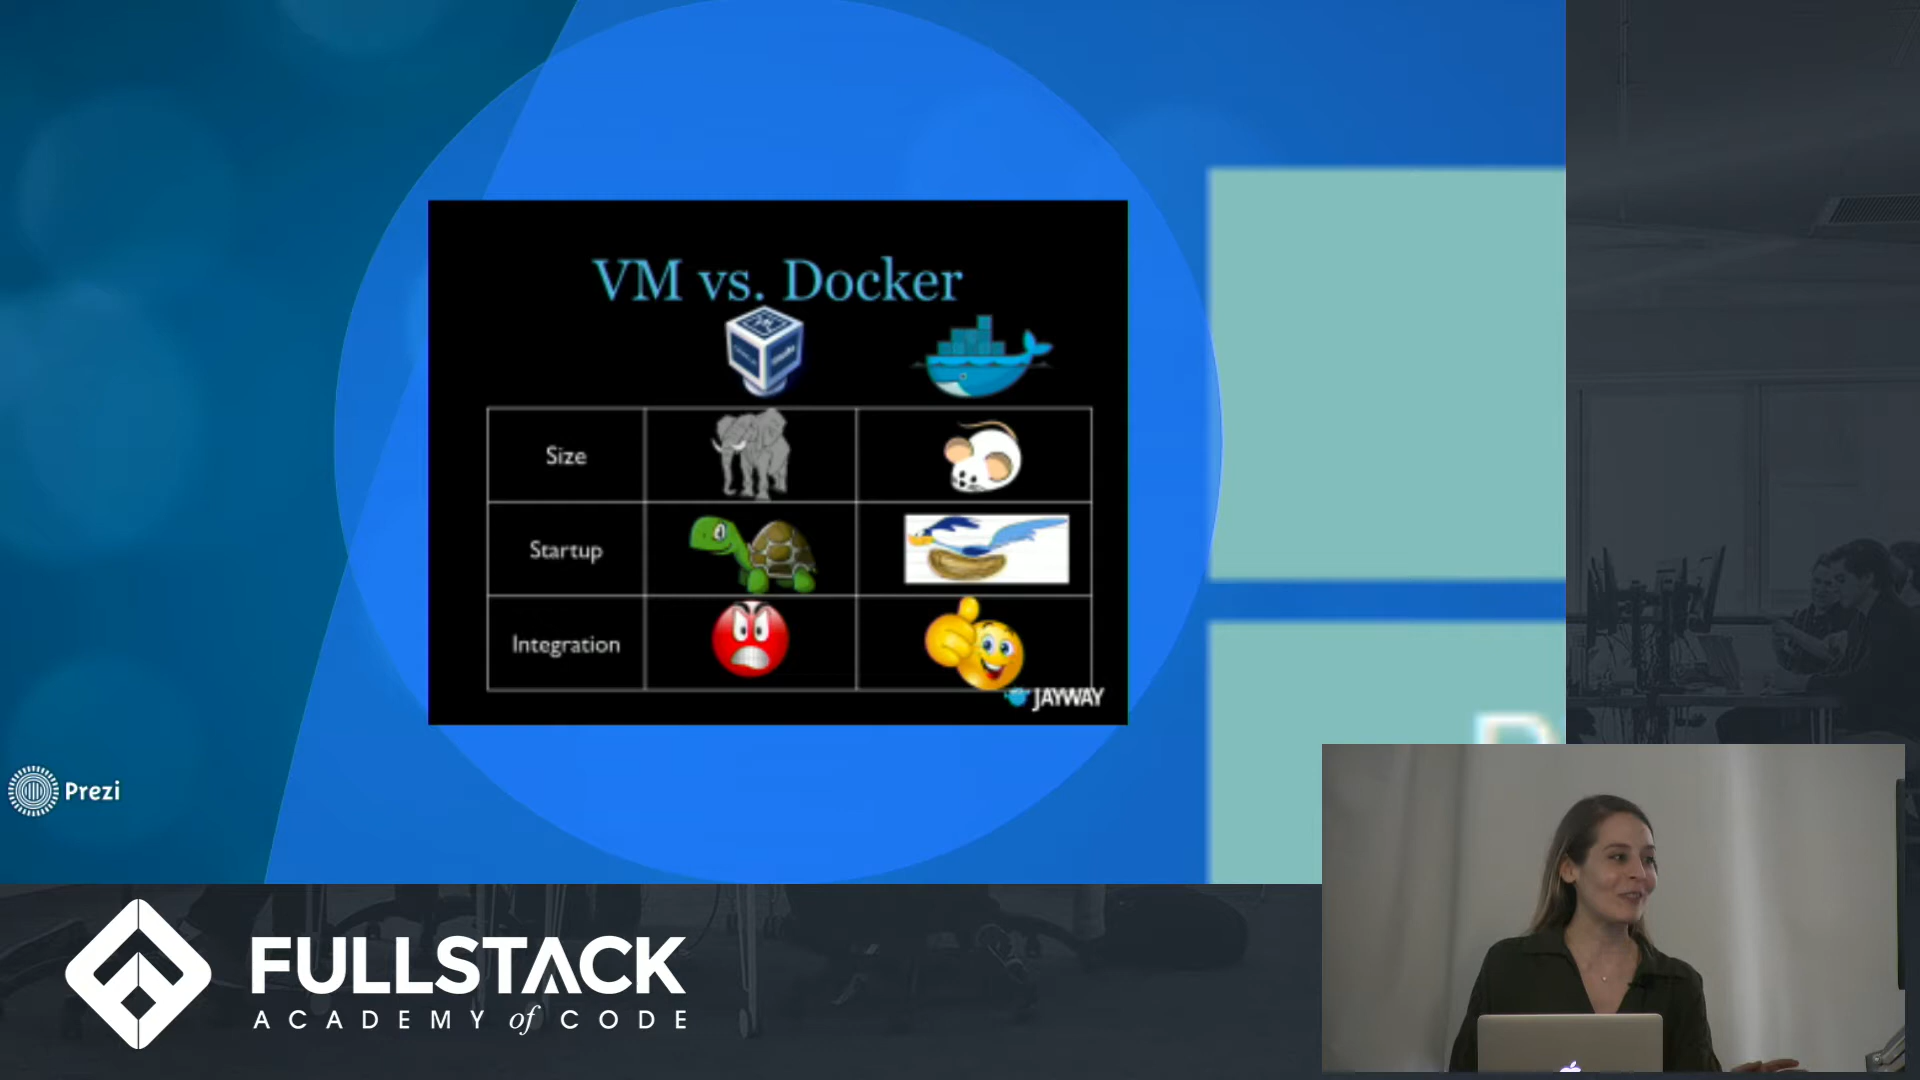 VM vs. Docker
Size
Startup
Integration
JAYWAY
Prezi
FULLSTACK
ACADEMY of CODE